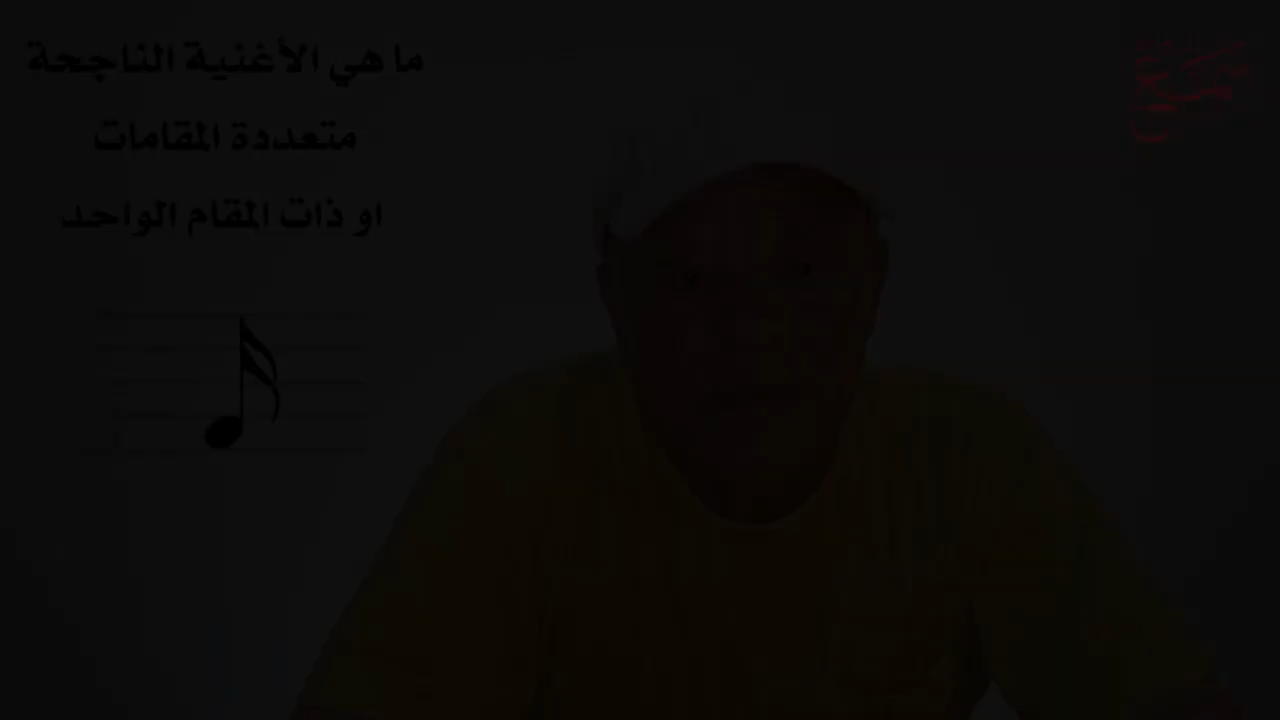 ما هي الأغنية الناجحة
متعددة المقامات
او ذات المقام الواحد